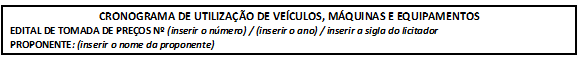 CRONOGRAMA DE UTILIZAÇÃO DE VEÍCULOS, MÁQUINAS E EQUIPAMENTOS
EDITAL DE TOMADA DE PREÇOS Nº (inserir o número) / (inserir o ano) / inserir a sigla do licitador
PROPONENTE: (inserir o nome da proponente)